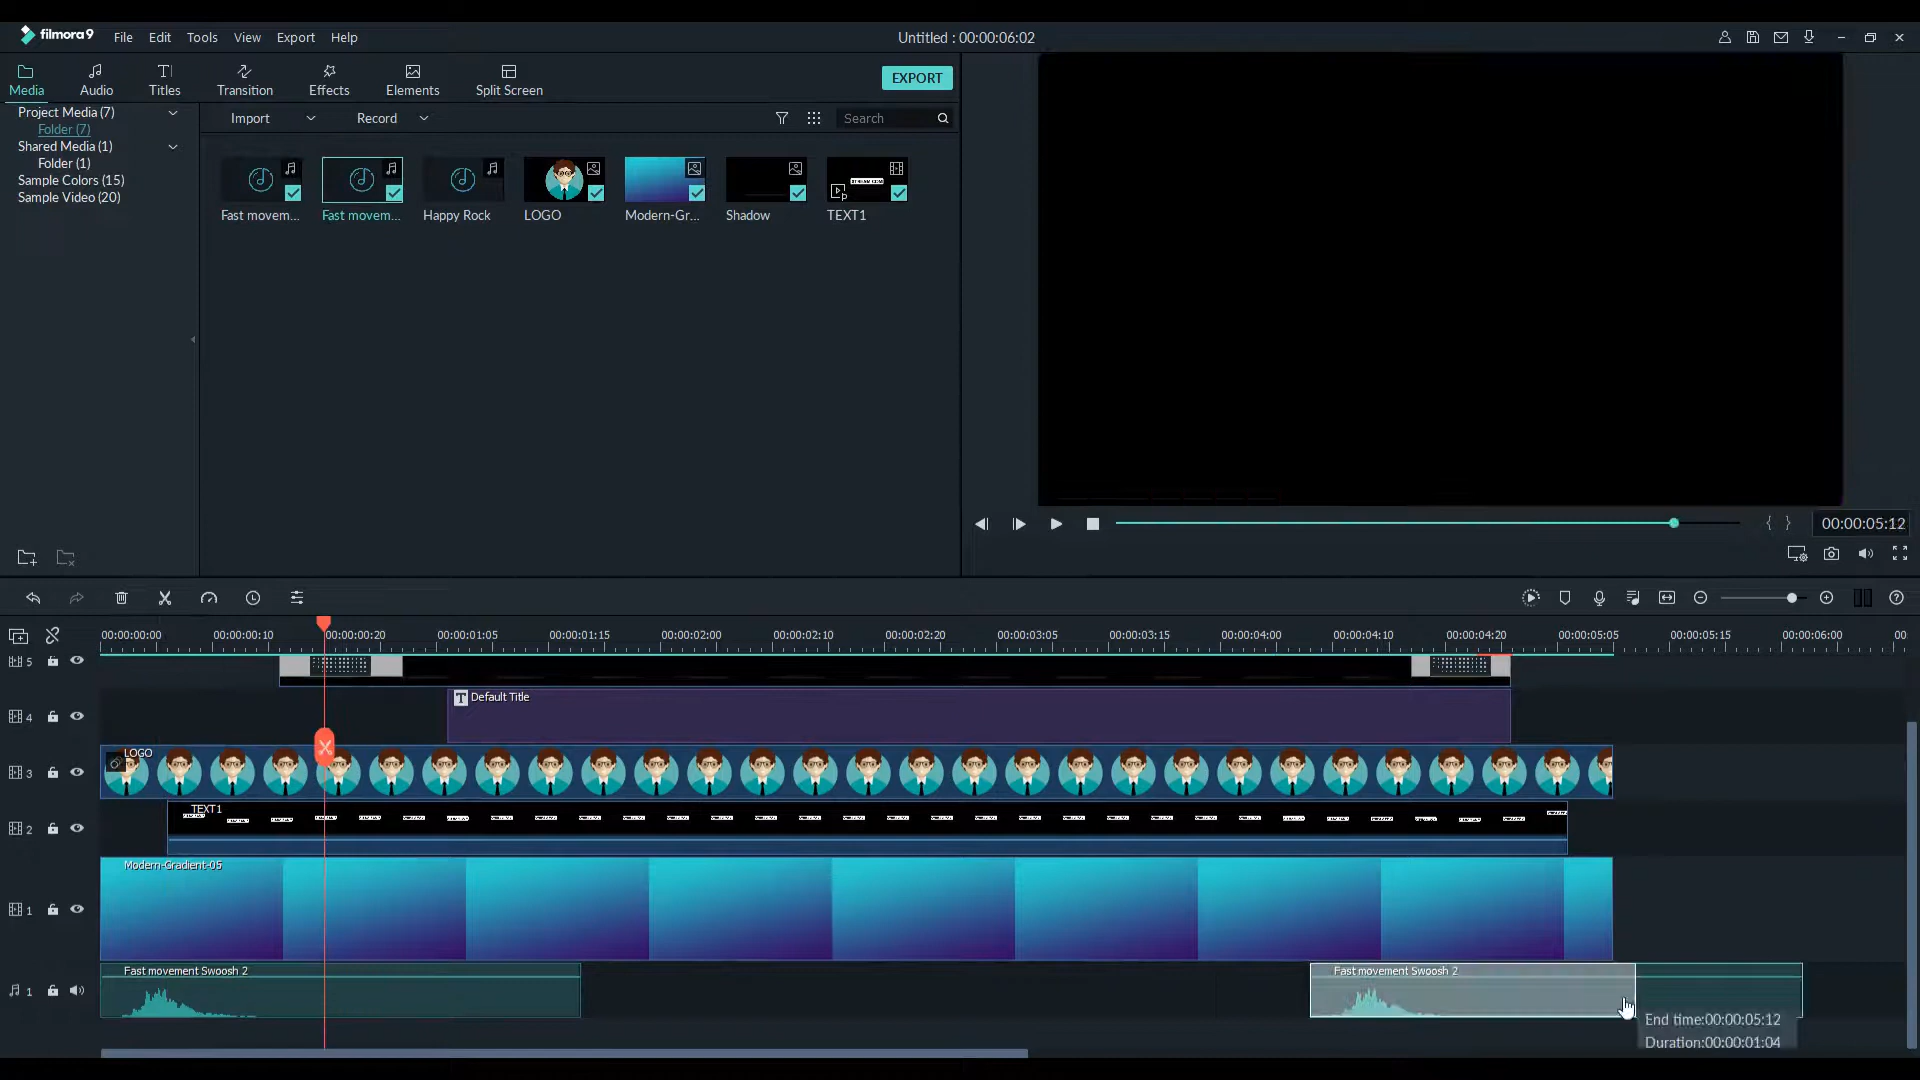 filmora9 File Edit Tools View Export Help Untitled : 00:00:06:02
Media Audio Titles Transition Effects Elements Split Screen EXPORT
Project Media (7)
Folder (7)
Shared Media (1)
Folder (1)
Sample Colors (15)
Sample Video (20)
Import Record Search
Fast movem... Fast movem... Happy Rock LOGO Modern-Gr... Shadow TEXT1
00:00:05:12
00:00:00:00 00:00:00:10 00:00:00:20 00:00:01:05 00:00:01:15 00:00:02:00 00:00:02:10 00:00:02:20 00:00:03:05 00:00:03:15 00:00:04:00 00:00:04:10 00:00:04:20 00:00:05:05 00:00:05:15 00:00:06:00 00
5
4 T Default Title
3 LOGO
2 TEXT1
1 Modern-Gradient-05
1 Fast movement Swoosh 2 Fast movement Swoosh 2
End time:00:00:05:12
Duration:00:00:01:04